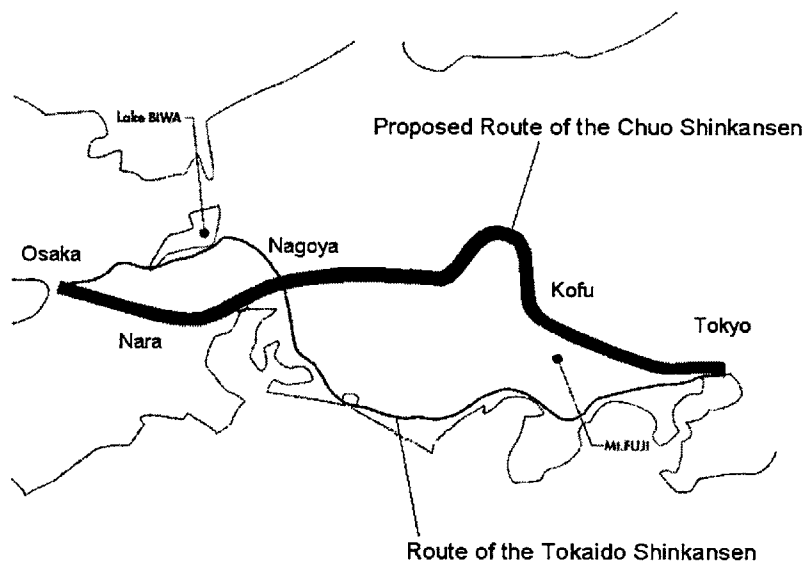 Lake BIWA
Proposed Route of the Chuo Shinkansen
Osaka
Nagoya
Kofu
Nara
Tokyo
Mt.FUJI
Route of the Tokaido Shinkansen